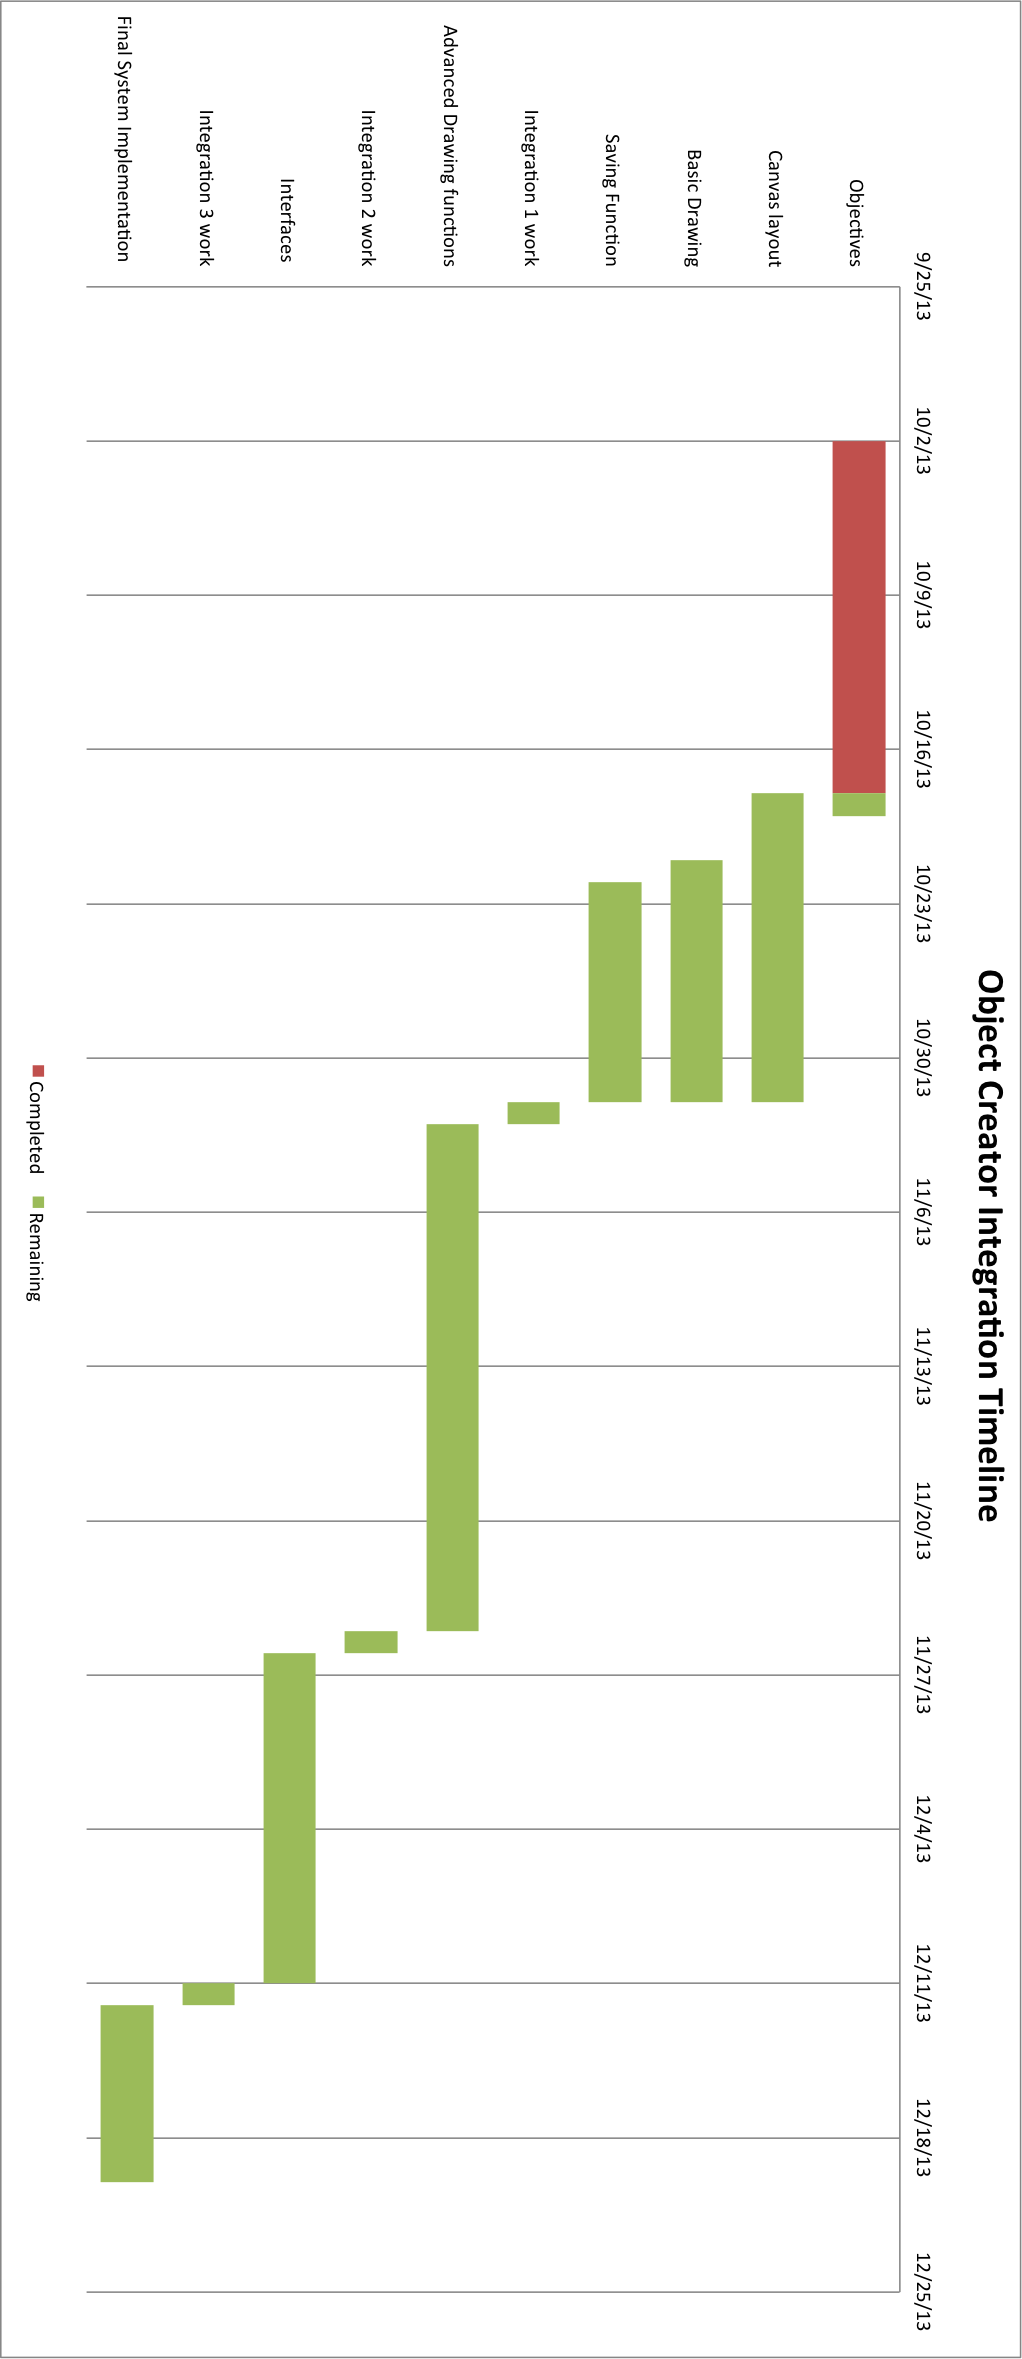 Object Creator Integration Timeline
9/25/13 10/2/13 10/9/13 10/16/13 10/23/13 10/30/13 11/6/13 11/13/13 11/20/13 11/27/13 12/4/13 12/11/13 12/18/13 12/25/13
Objectives
Canvas layout
Basic Drawing
Saving Function
Integration 1 work
Advanced Drawing functions
Integration 2 work
Interfaces
Integration 3 work
Final System Implementation
Completed Remaining